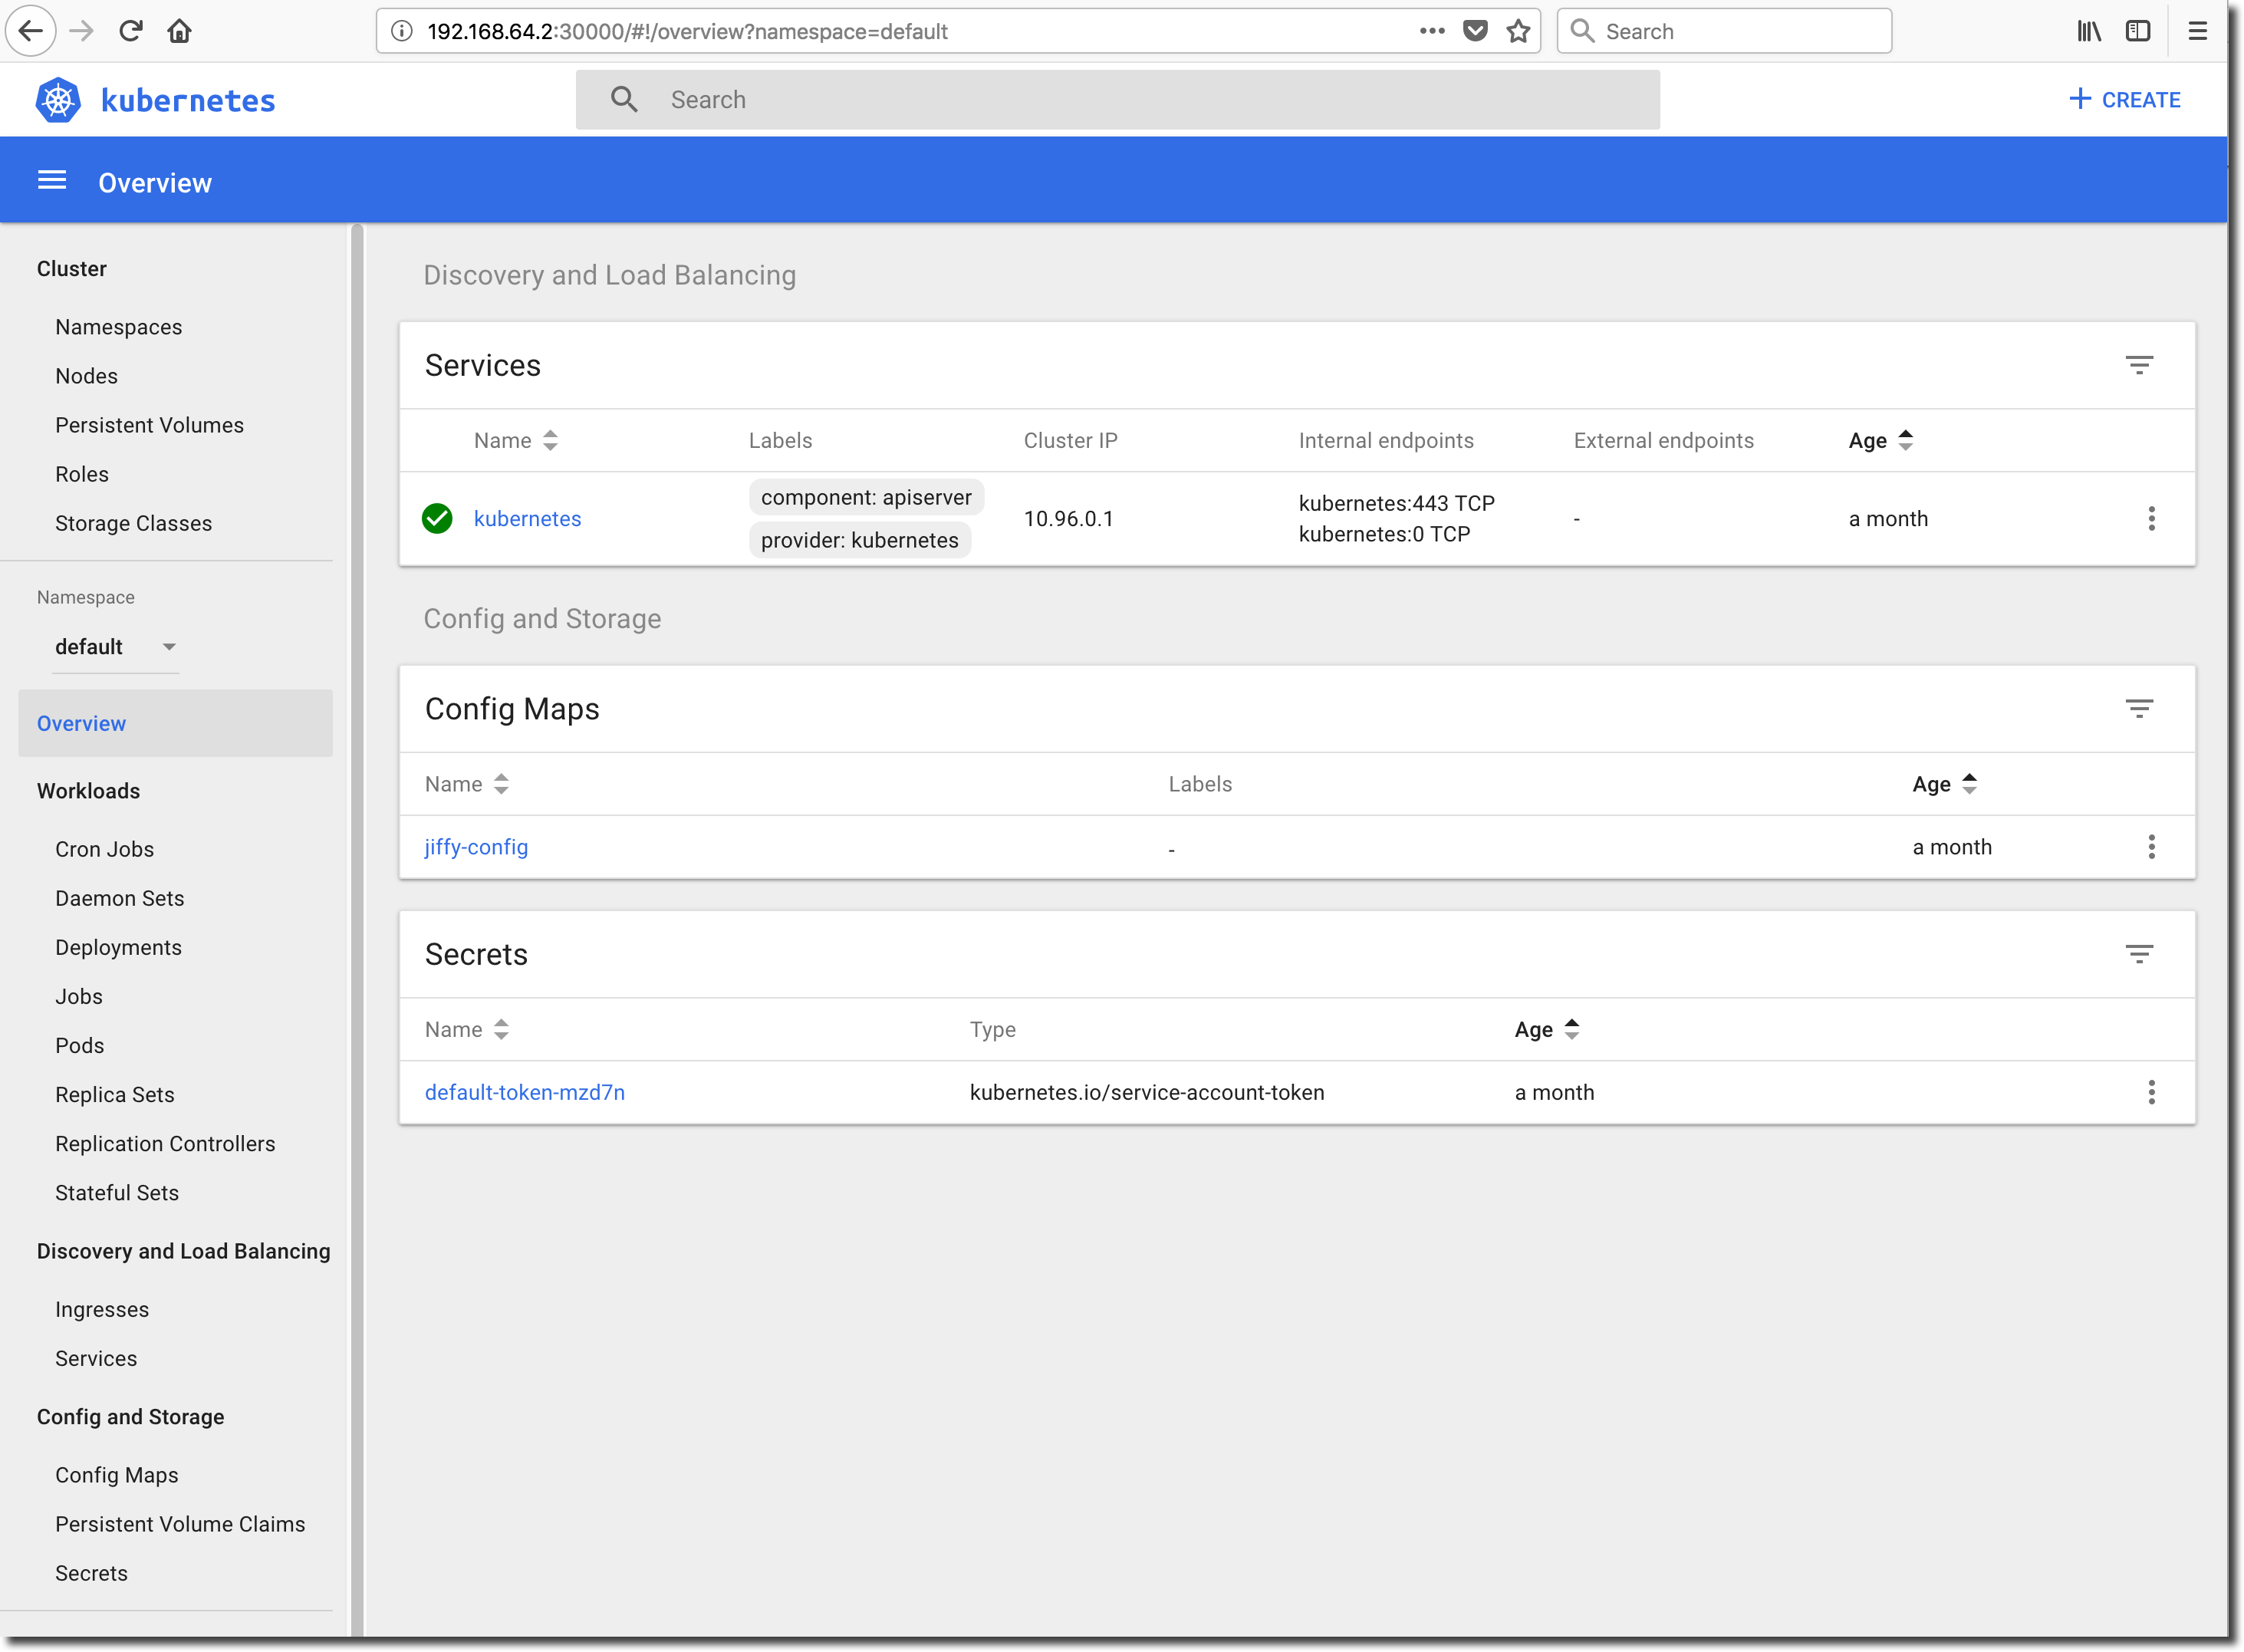 192.168.64.2:30000/#!/overview?namespace=default
Search
kubernetes
Search
+ CREATE
Overview
Cluster
Namespaces
Nodes
Persistent Volumes
Roles
Storage Classes
Namespace
default
Overview
Workloads
Cron Jobs
Daemon Sets
Deployments
Jobs
Pods
Replica Sets
Replication Controllers
Stateful Sets
Discovery and Load Balancing
Ingresses
Services
Config and Storage
Config Maps
Persistent Volume Claims
Secrets
Discovery and Load Balancing
Services
Name Labels Cluster IP Internal endpoints External endpoints Age
component: apiserver
provider: kubernetes
kubernetes 10.96.0.1
kubernetes:443 TCP
kubernetes:0 TCP
- a month
Config and Storage
Config Maps
Name Labels Age
jiffy-config - a month
Secrets
Name Type Age
default-token-mzd7n kubernetes.io/service-account-token a month